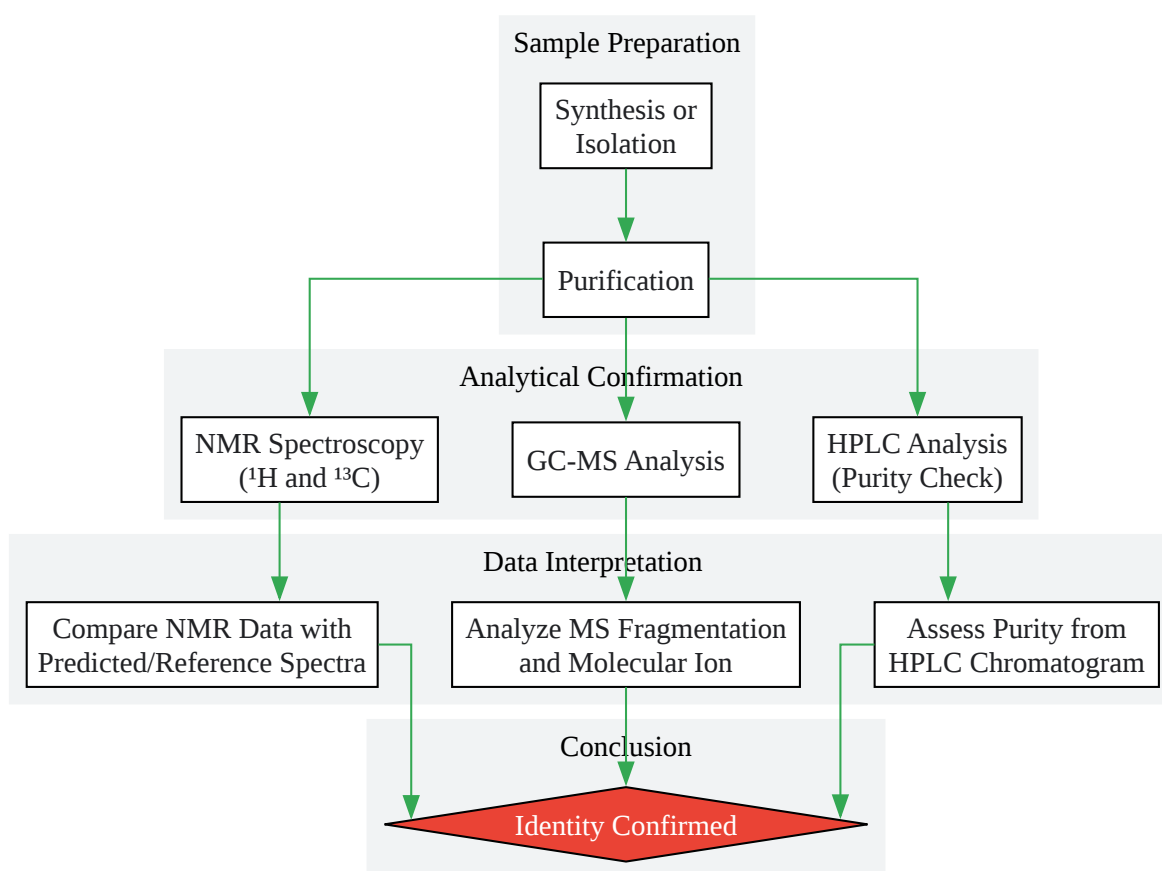 Sample Preparation
Synthesis or
Isolation
Purification
Analytical Confirmation
NMR Spectroscopy
(¹H and ¹³C)
GC-MS Analysis
HPLC Analysis
(Purity Check)
Data Interpretation
Compare NMR Data with
Predicted/Reference Spectra
Analyze MS Fragmentation
and Molecular Ion
Assess Purity from
HPLC Chromatogram
Conclusion
Identity Confirmed